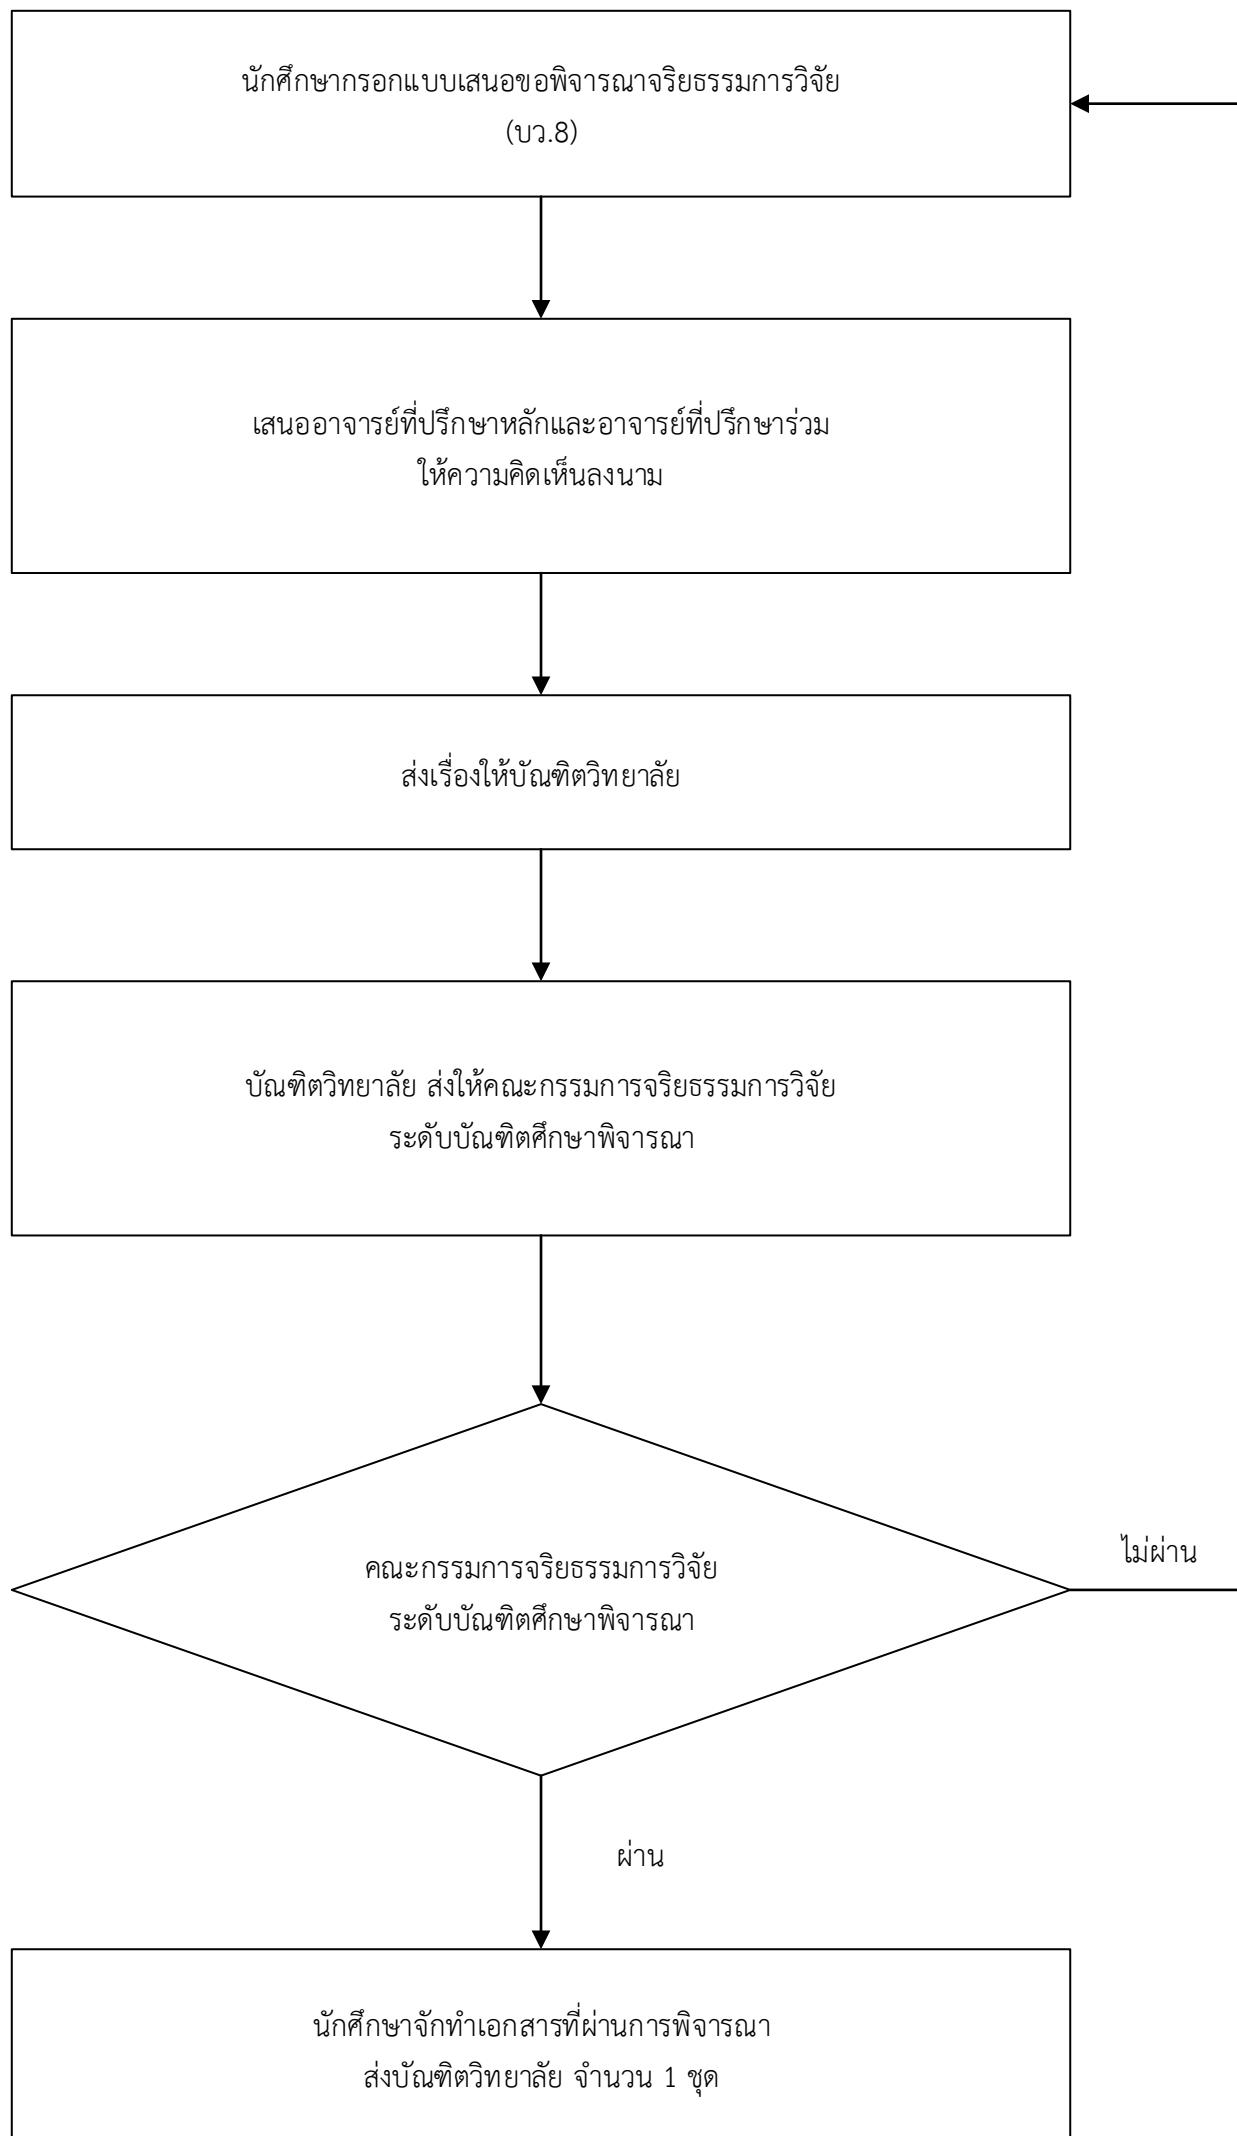 นักศึกษากรอกแบบเสนอขอพิจารณาจริยธรรมการวิจัย
(บว.8)
เสนออาจารย์ที่ปรึกษาหลักและอาจารย์ที่ปรึกษาร่วม
ให้ความคิดเห็นลงนาม
ส่งเรื่องให้บัณฑิตวิทยาลัย
บัณฑิตวิทยาลัย ส่งให้คณะกรรมการจริยธรรมการวิจัย
ระดับบัณฑิตศึกษาพิจารณา
ไม่ผ่าน
คณะกรรมการจริยธรรมการวิจัย
ระดับบัณฑิตศึกษาพิจารณา
ผ่าน
นักศึกษาจักทำเอกสารที่ผ่านการพิจารณา
ส่งบัณฑิตวิทยาลัย จำนวน 1 ชุด